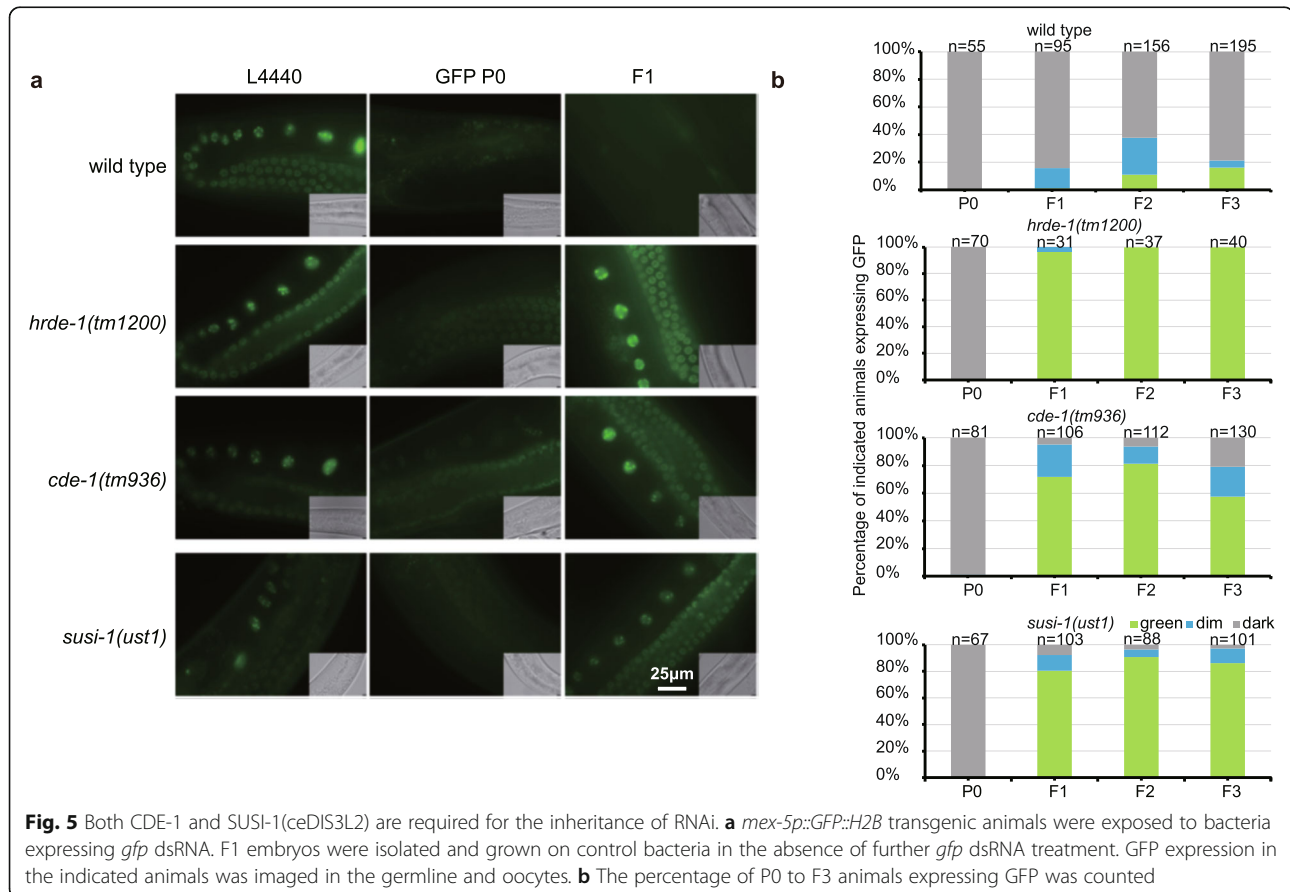 a
L4440
GFP P0
F1
wild type
hrde-1(tm1200)
cde-1(tm936)
susi-1(ust1)
25μm
b
Percentage of indicated animals expressing GFP
wild type
n=55 n=95 n=156 n=195
100%
80%
60%
40%
20%
0%
P0 F1 F2 F3
hrde-1(tm1200)
n=70 n=31 n=37 n=40
100%
80%
60%
40%
20%
0%
P0 F1 F2 F3
cde-1(tm936)
n=81 n=106 n=112 n=130
100%
80%
60%
40%
20%
0%
P0 F1 F2 F3
susi-1(ust1) green dim dark
n=67 n=103 n=88 n=101
100%
80%
60%
40%
20%
0%
P0 F1 F2 F3
Fig. 5 Both CDE-1 and SUSI-1(ceDIS3L2) are required for the inheritance of RNAi. a mex-5p::GFP::H2B transgenic animals were exposed to bacteria
expressing gfp dsRNA. F1 embryos were isolated and grown on control bacteria in the absence of further gfp dsRNA treatment. GFP expression in
the indicated animals was imaged in the germline and oocytes. b The percentage of P0 to F3 animals expressing GFP was counted